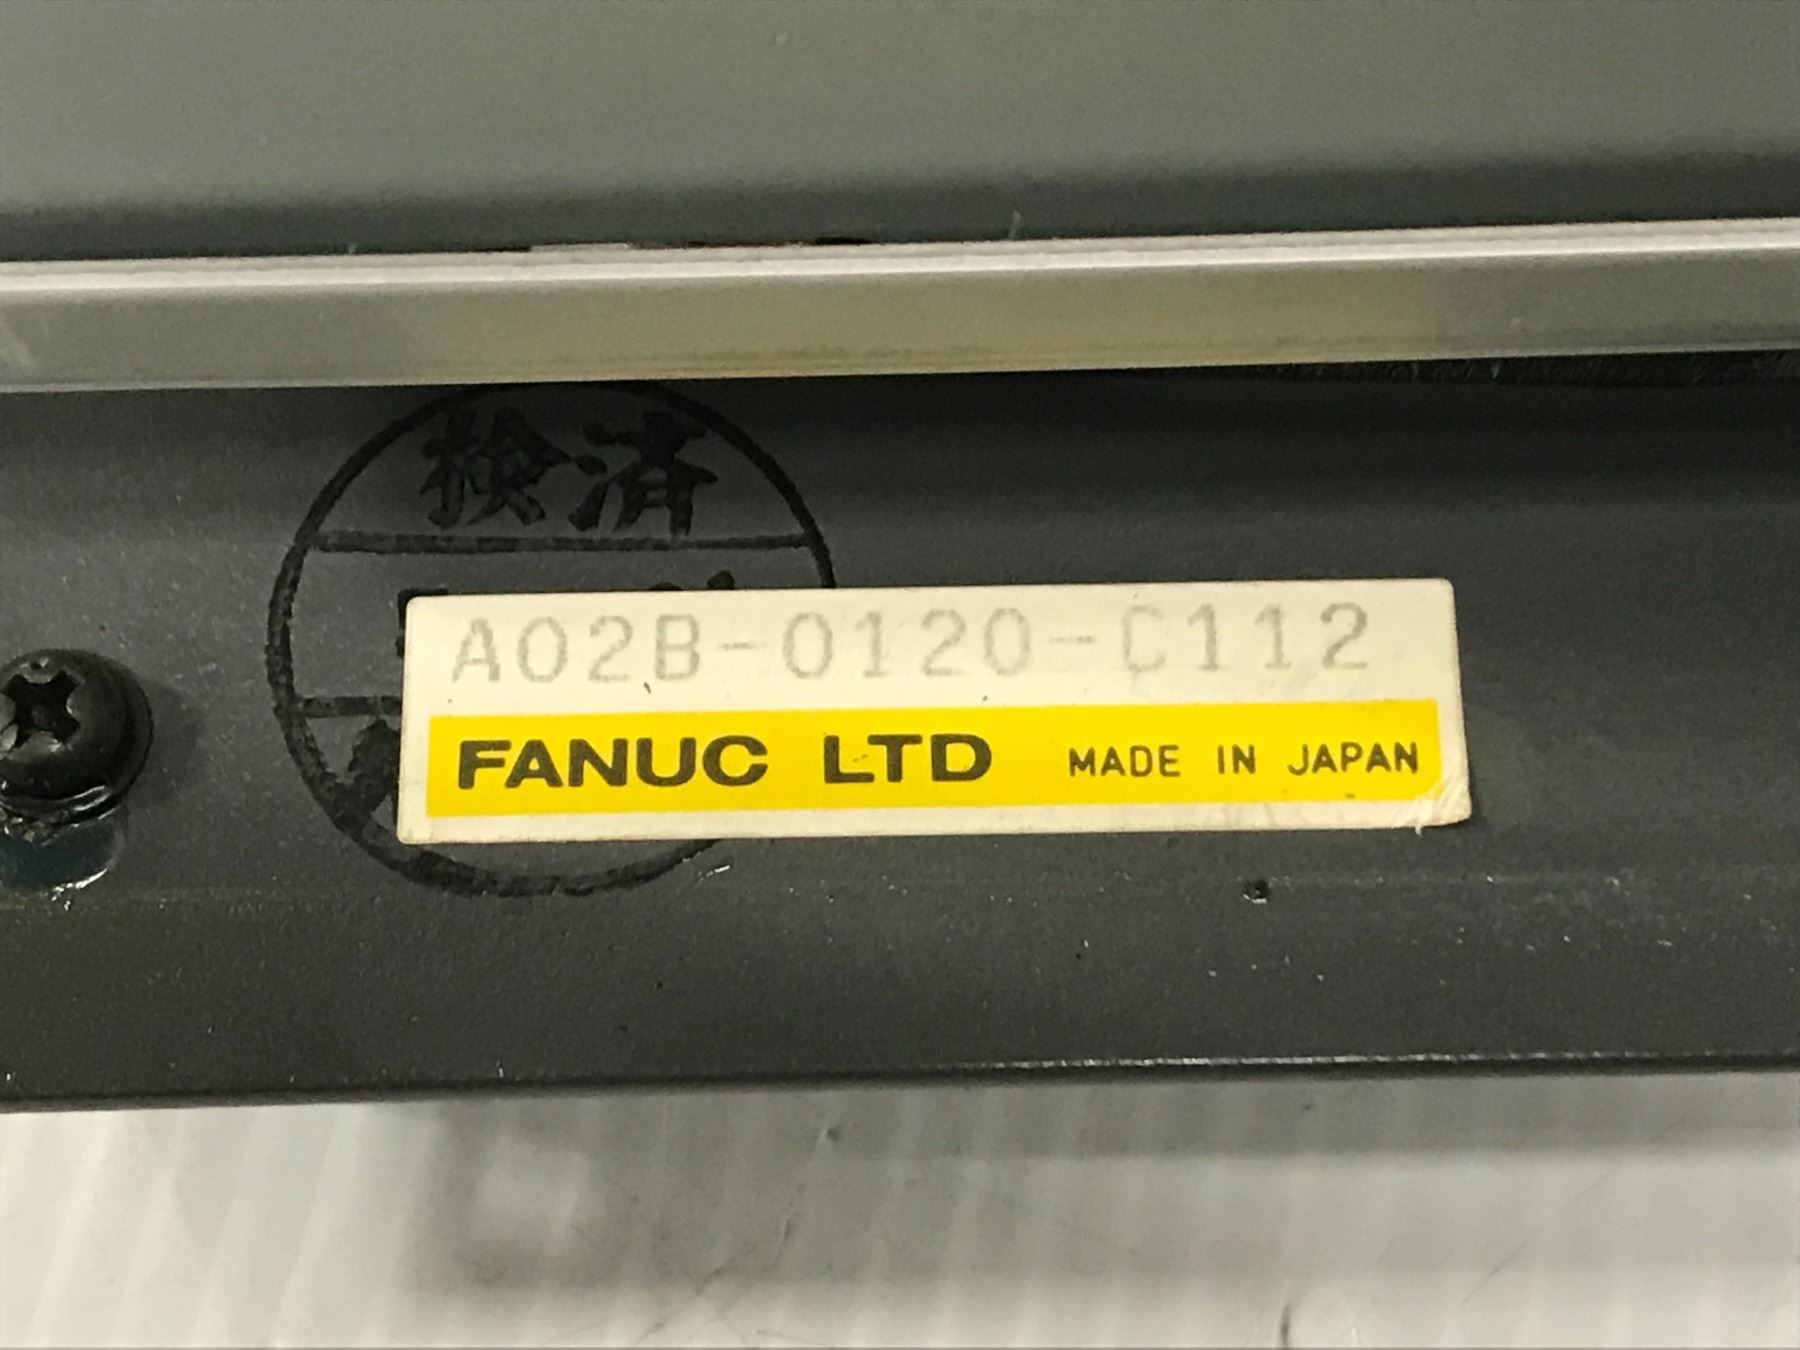 検済
A02B-0120-C112
FANUC LTD MADE IN JAPAN